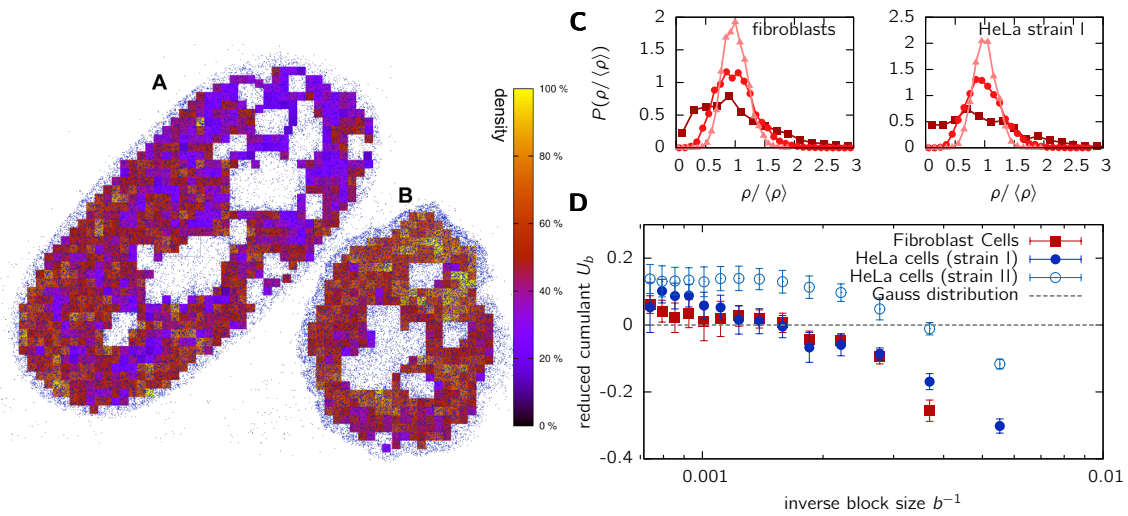 A
B
density
100 %
80 %
60 %
40 %
20 %
0 %
C
fibroblasts
P(ρ/ ⟨ρ⟩)
2
1.5
1
0.5
0
0 0.5 1 1.5 2 2.5 3
ρ/ ⟨ρ⟩
HeLa strain I
2.5
2
1.5
1
0.5
0
0 0.5 1 1.5 2 2.5 3
ρ/ ⟨ρ⟩
D
reduced cumulant U_b
0.2
0
-0.2
-0.4
Fibroblast Cells
HeLa cells (strain I)
HeLa cells (strain II)
Gauss distribution
0.001 0.01
inverse block size b⁻¹